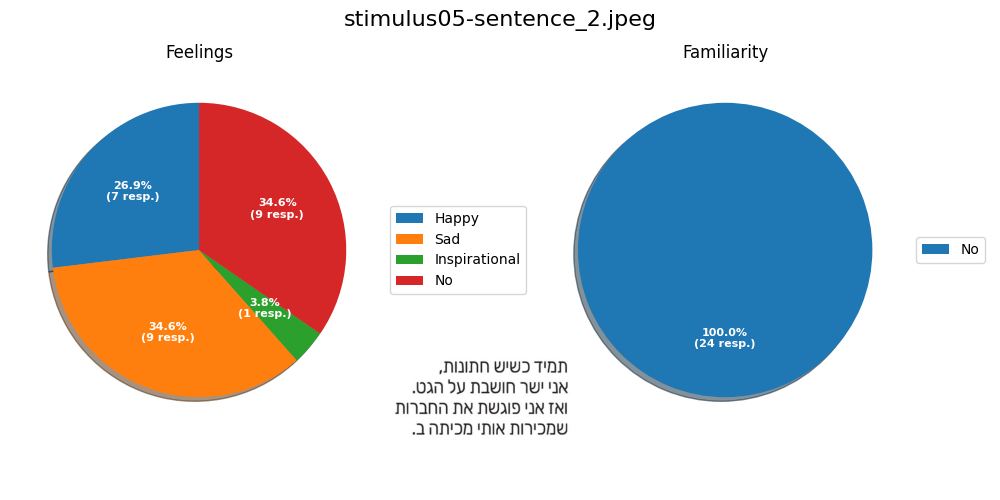 stimulus05-sentence_2.jpeg
Feelings
26.9%
(7 resp.)
34.6%
(9 resp.)
3.8%
(1 resp.)
34.6%
(9 resp.)
Happy
Sad
Inspirational
No
Familiarity
100.0%
(24 resp.)
No
תמיד כשיש חתונות,
אני ישר חושבת על הגט.
ואז אני פוגשת את החברות
שמכירות אותי מכיתה ב.